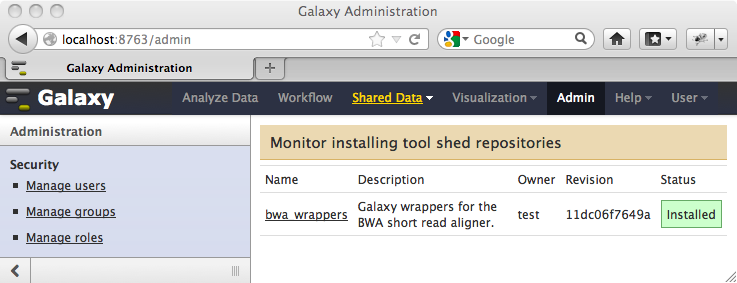 Galaxy Administration
localhost:8763/admin
Google
Galaxy Administration
Galaxy Analyze Data Workflow Shared Data Visualization Admin Help User
Administration
Security
Manage users
Manage groups
Manage roles
Monitor installing tool shed repositories
Name Description Owner Revision Status
bwa_wrappers Galaxy wrappers for the BWA short read aligner. test 11dc06f7649a Installed